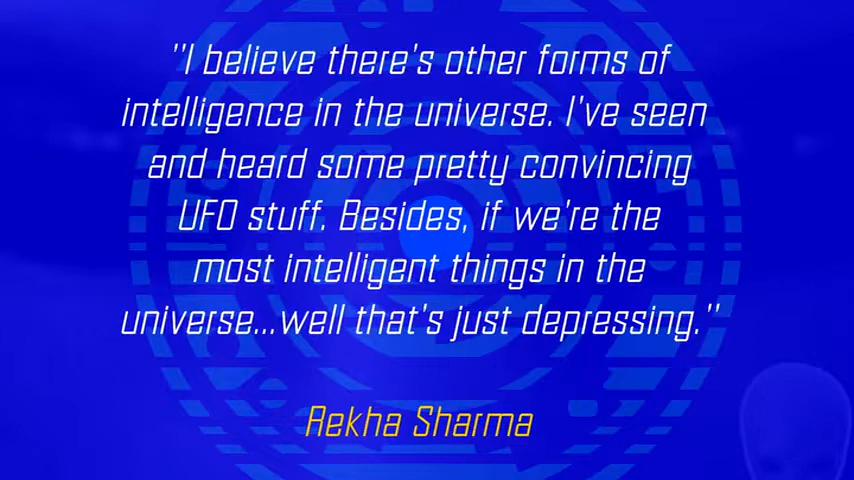 "I believe there's other forms of
intelligence in the universe. I've seen
and heard some pretty convincing
UFO stuff. Besides, if we're the
most intelligent things in the
universe...well that's just depressing."
Rekha Sharma